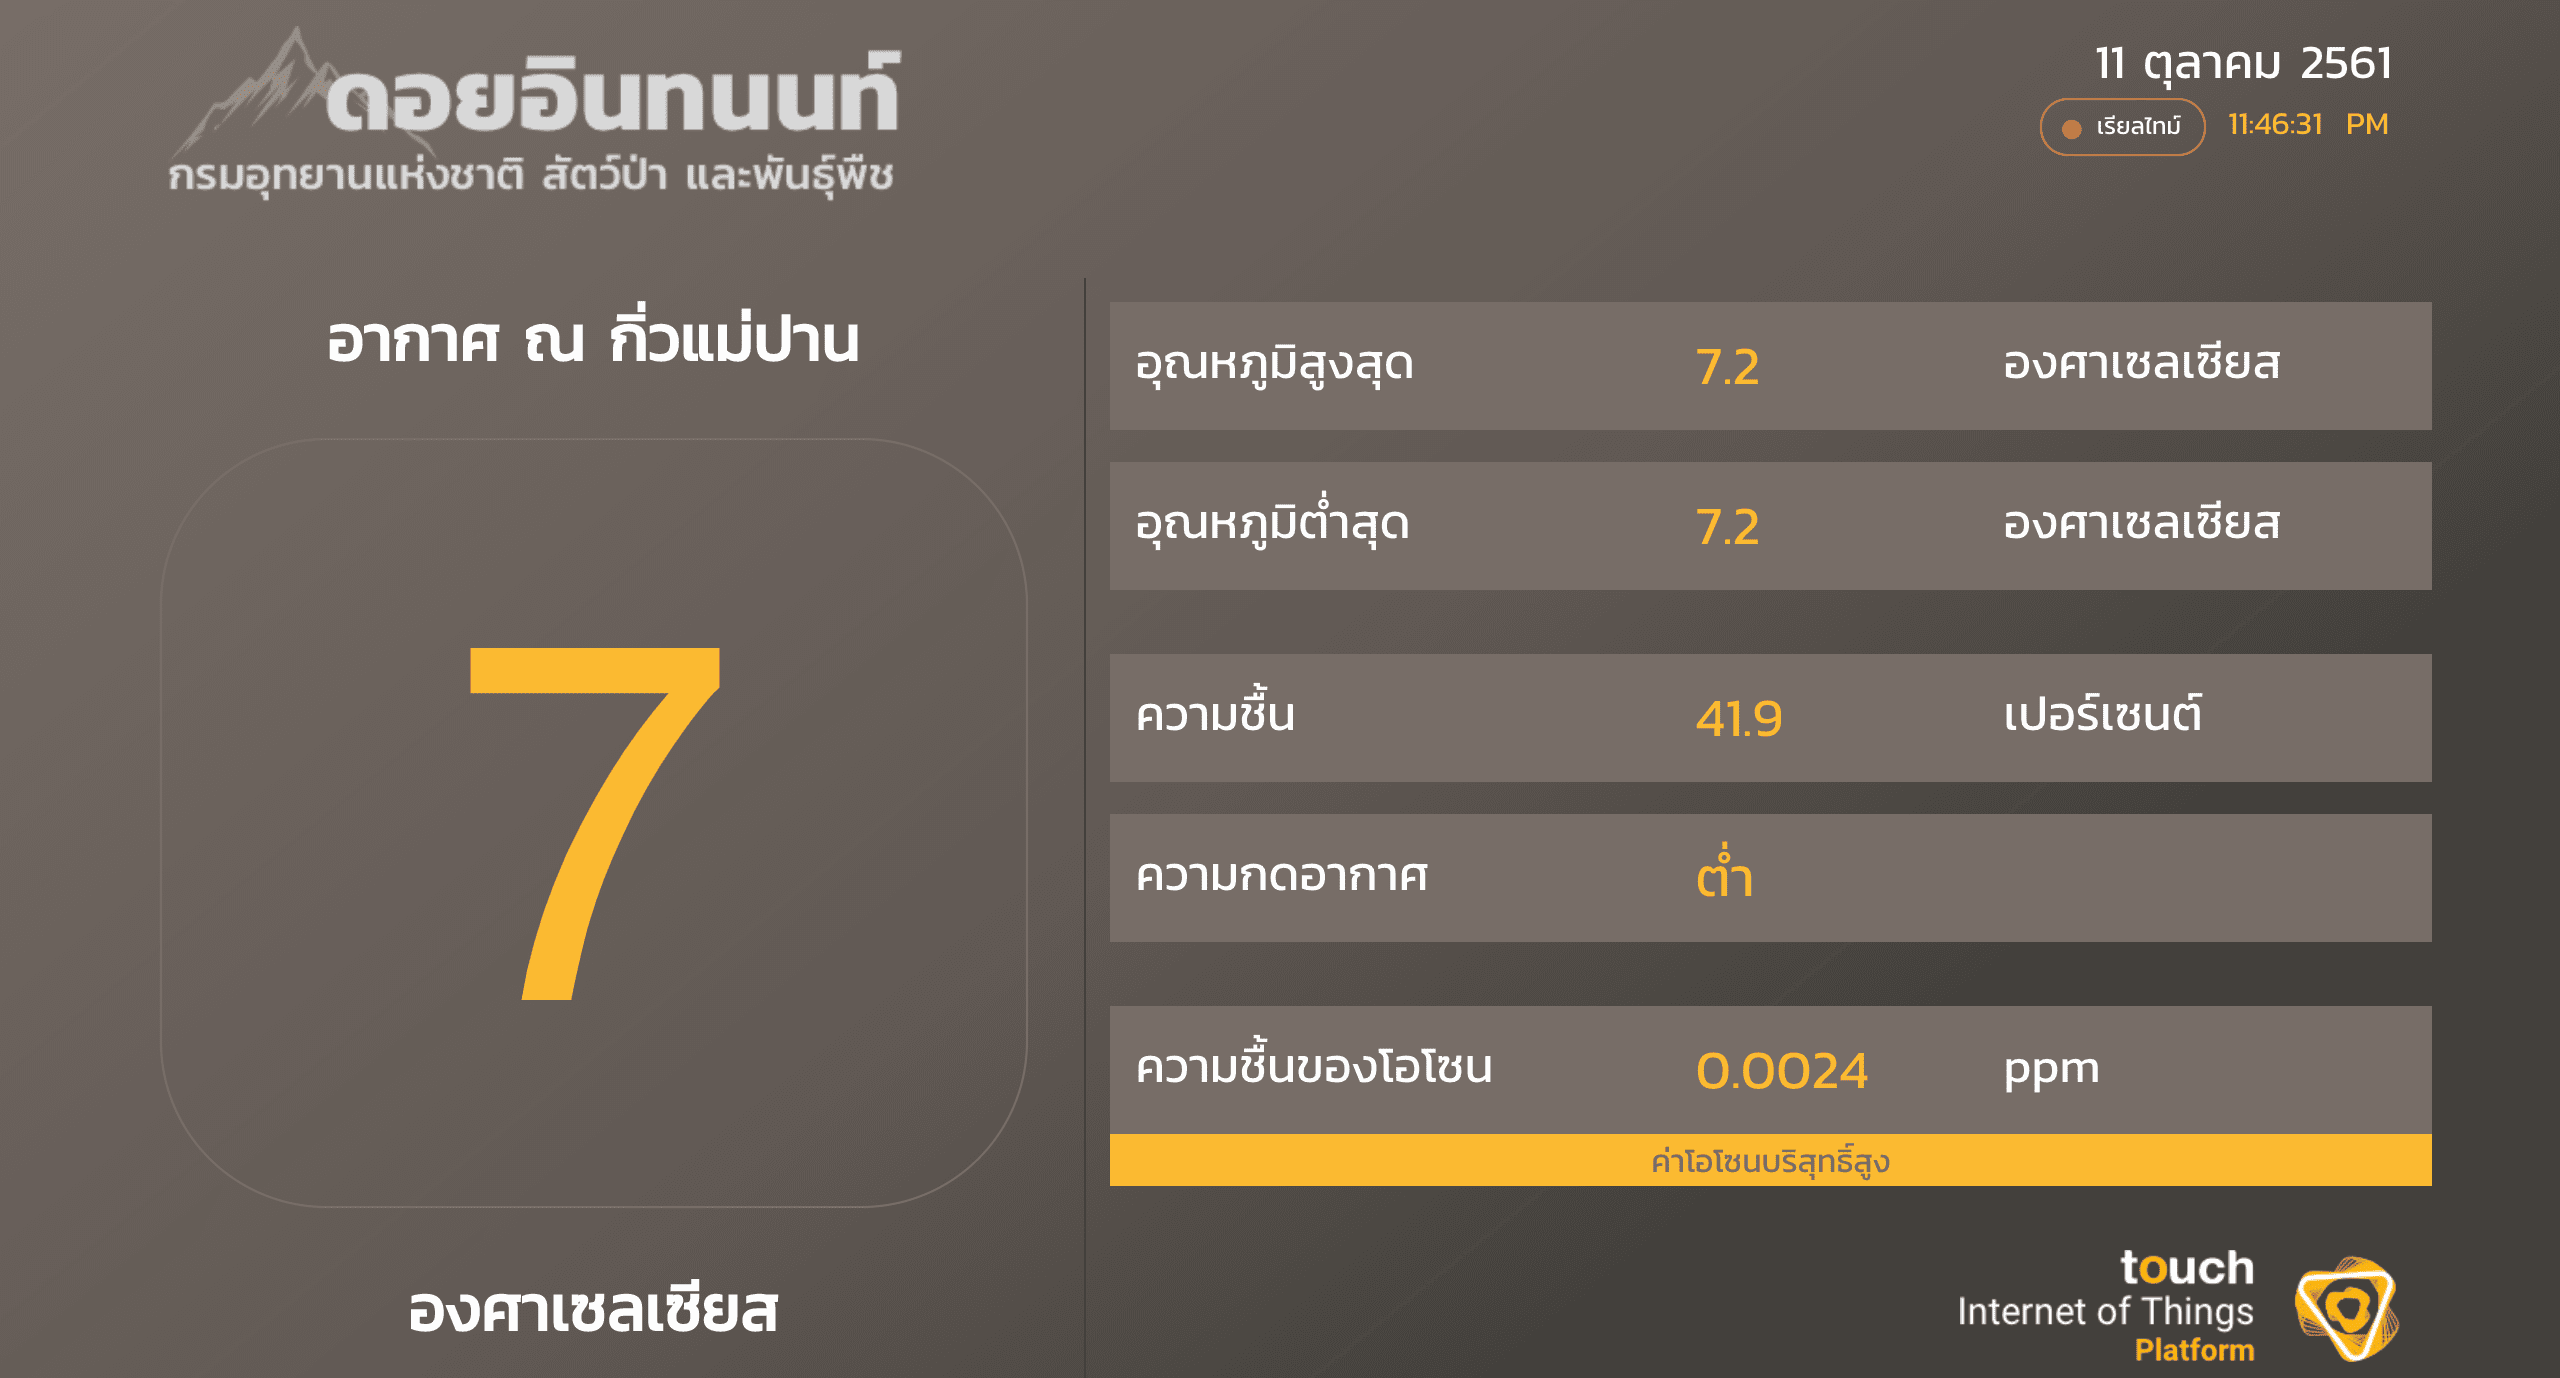 ดอยอินทนนท์
กรมอุทยานแห่งชาติ สัตว์ป่า และพันธุ์พืช
11 ตุลาคม 2561
เรียลไทม์ 11:46:31 PM
อากาศ ณ กิ่วแม่ปาน
7
องศาเซลเซียส
อุณหภูมิสูงสุด 7.2 องศาเซลเซียส
อุณหภูมิต่ำสุด 7.2 องศาเซลเซียส
ความชื้น 41.9 เปอร์เซนต์
ความกดอากาศ ต่ำ
ความชื้นของโอโซน 0.0024 ppm
ค่าโอโซนบริสุทธิ์สูง
touch
Internet of Things
Platform